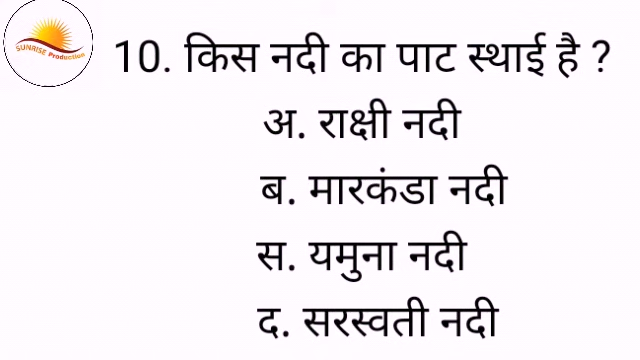 SUNRISE Production
10. किस नदी का पाट स्थाई है ?
अ. राक्षी नदी
ब. मारकंडा नदी
स. यमुना नदी
द. सरस्वती नदी